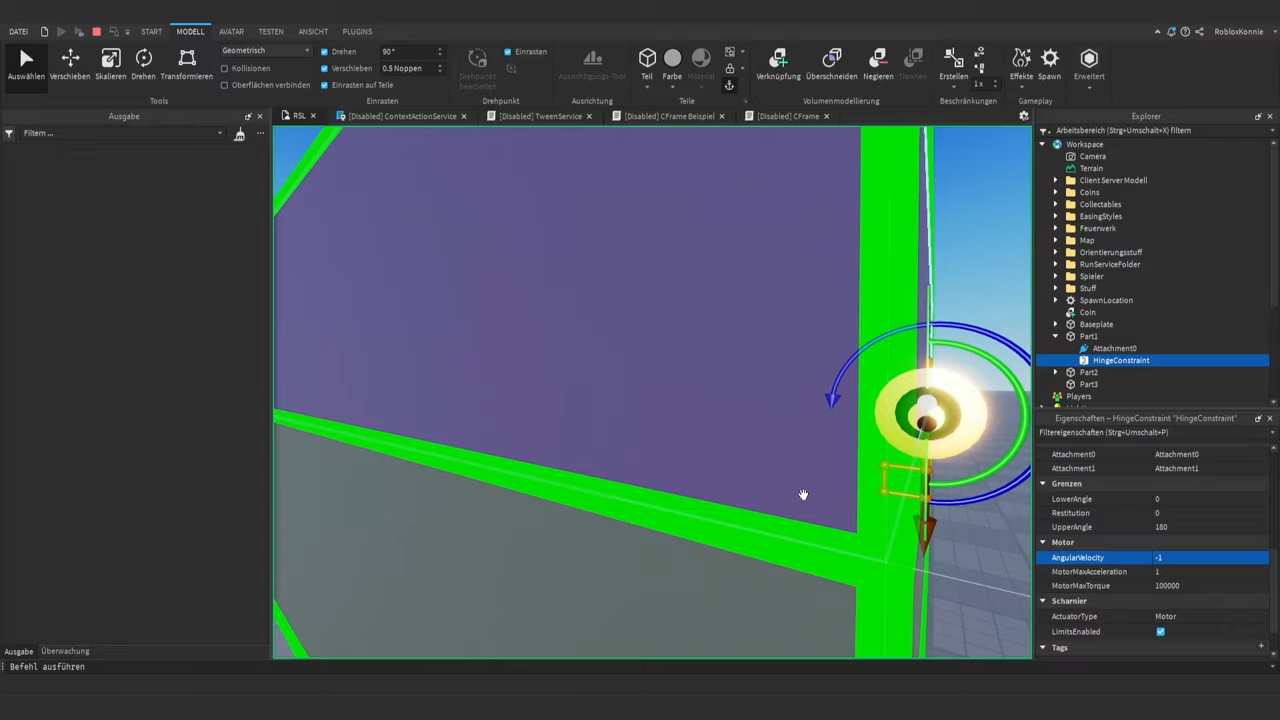 DATEI START MODELL AVATAR TESTEN ANSICHT PLUGINS RobloxKonnie
Auswählen Verschieben Skalieren Drehen Transformieren
Tools
Geometrisch
Kollisionen
Oberflächen verbinden
Drehen 90°
Verschieben 0.5 Noppen
Einrasten auf Teile
Einrasten
Drehpunkt bearbeiten
Einrasten
Drehpunkt
Ausrichtungs-Tool
Ausrichtung
Teil Farbe Material
Teile
Verknüpfung Überschneiden Negieren Trennen
Volumenmodellierung
Erstellen
1x
Beschränkungen
Effekte Spawn
Gameplay
Erweitert
Ausgabe
Filtern ...
RSL [Disabled] ContextActionService [Disabled] TweenService [Disabled] CFrame Beispiel [Disabled] CFrame
Explorer
Arbeitsbereich (Strg+Umschalt+X) filtern
Workspace
Camera
Terrain
Client Server Modell
Coins
Collectables
EasingStyles
Feuerwerk
Map
Orientierungsstuff
RunServiceFolder
Spieler
Stuff
SpawnLocation
Coin
Baseplate
Part1
Attachment0
HingeConstraint
Part2
Part3
Players
Eigenschaften – HingeConstraint "HingeConstraint"
Filtereigenschaften (Strg+Umschalt+P)
Attachment0 Attachment0
Attachment1 Attachment1
Grenzen
LowerAngle 0
Restitution 0
UpperAngle 180
Motor
AngularVelocity -1
MotorMaxAcceleration 1
MotorMaxTorque 100000
Scharnier
ActuatorType Motor
LimitsEnabled
Tags
Ausgabe Überwachung
Befehl ausführen